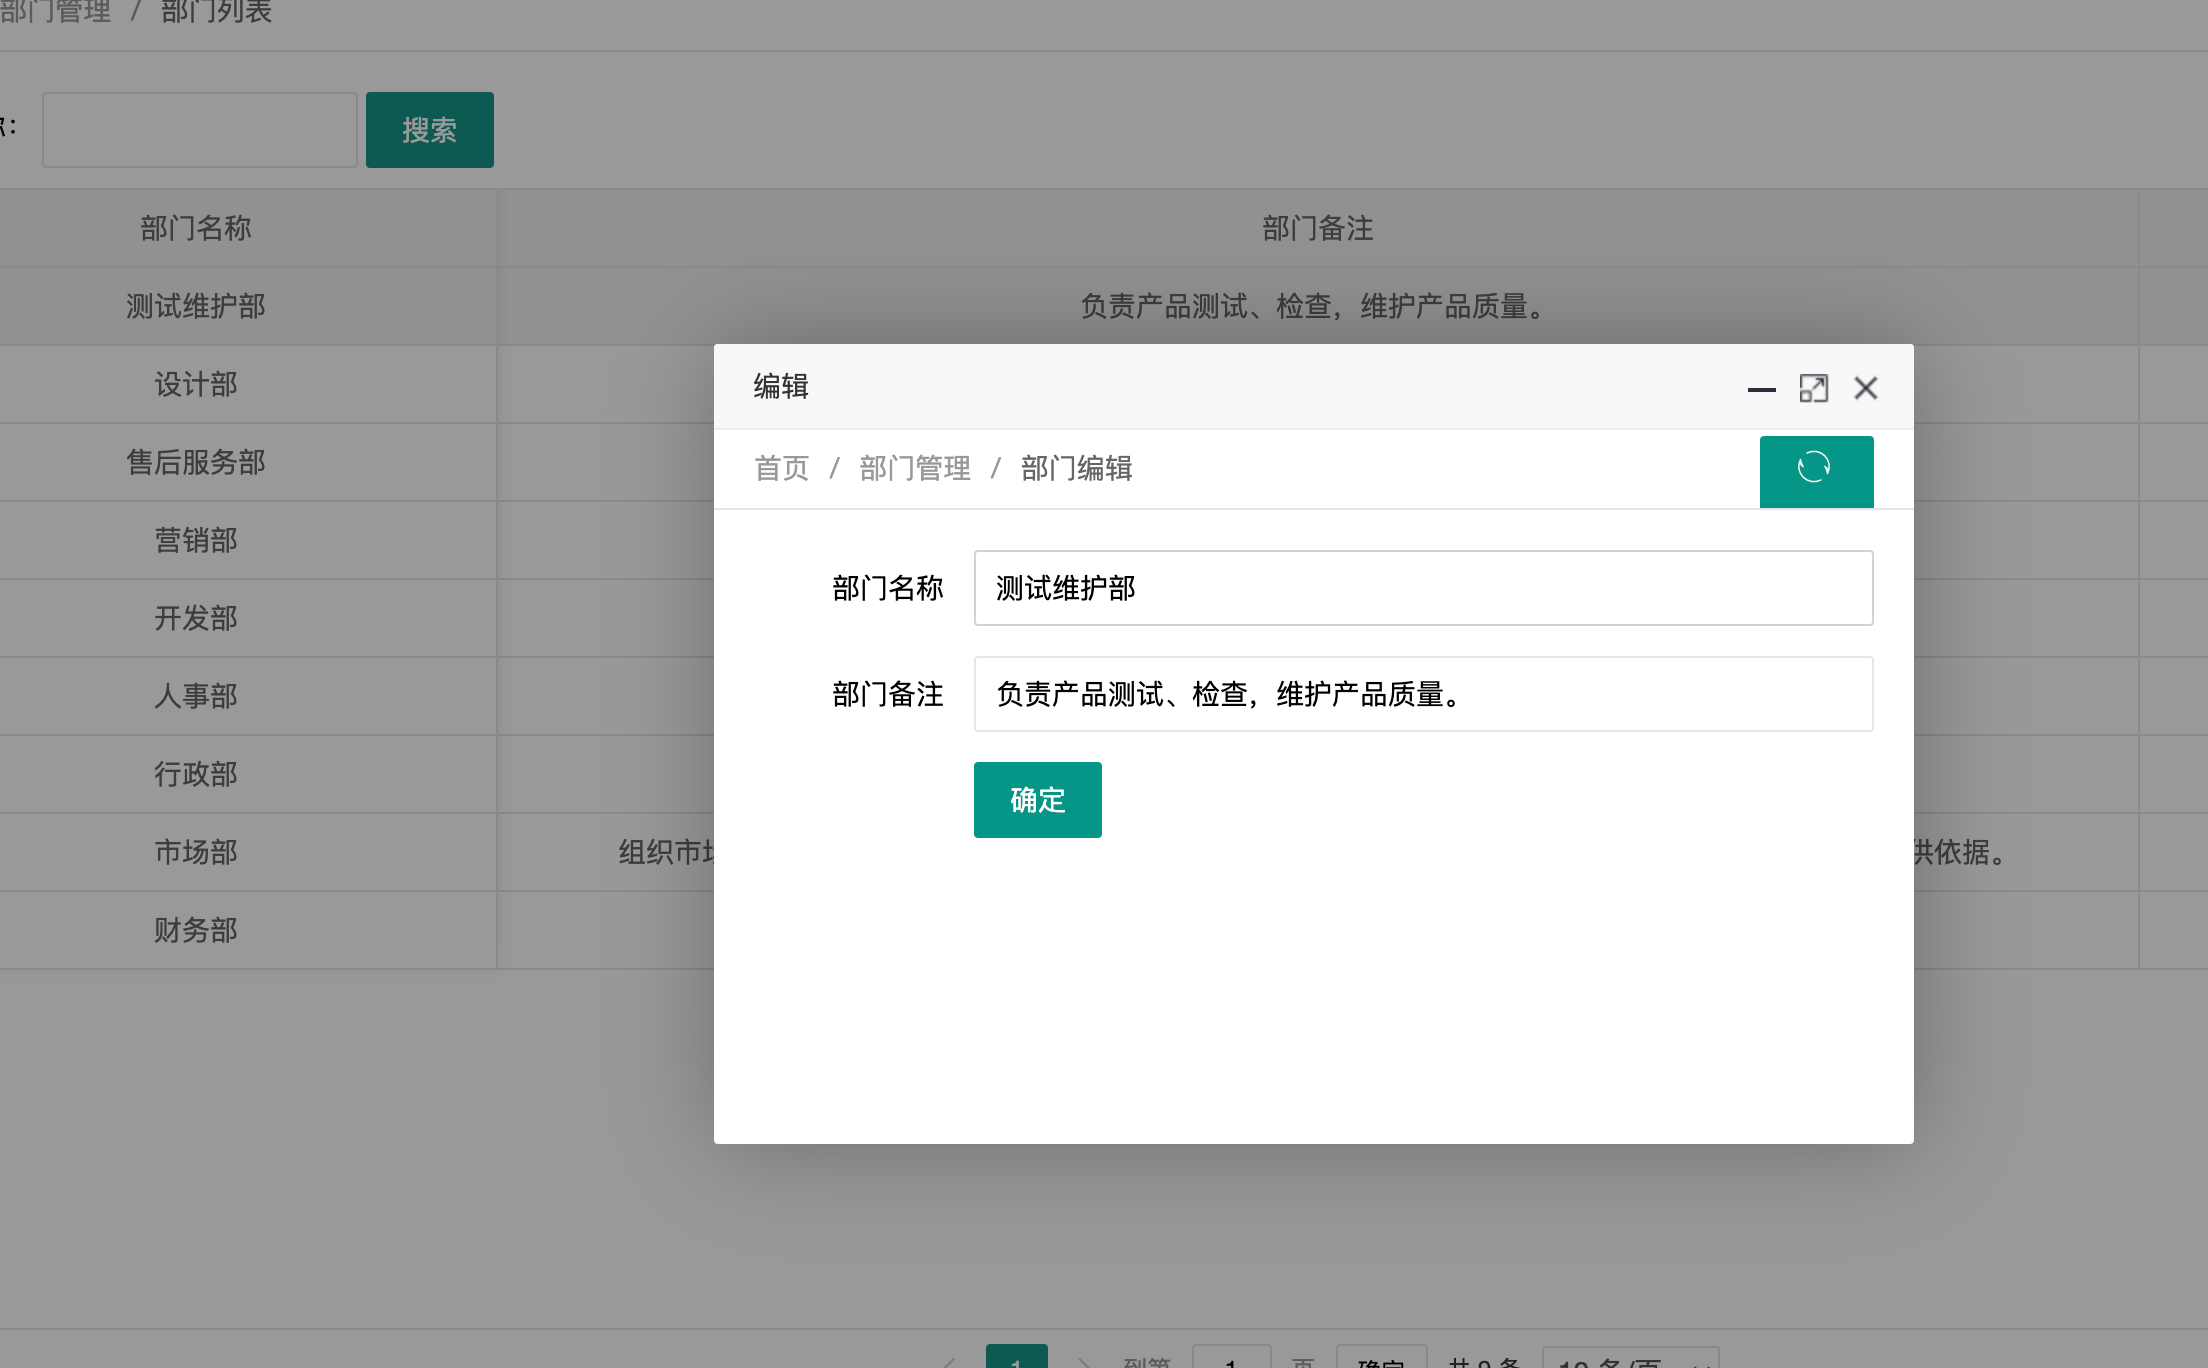 部门管理 / 部门列表
称：
搜索
部门名称 部门备注
测试维护部 负责产品测试、检查，维护产品质量。
设计部
售后服务部
营销部
开发部
人事部
行政部
市场部 组织市场 供依据。
财务部
编辑
首页 / 部门管理 / 部门编辑
部门名称 测试维护部
部门备注 负责产品测试、检查，维护产品质量。
确定
1 到第 1 页 确定 共 9 条 10 条/页